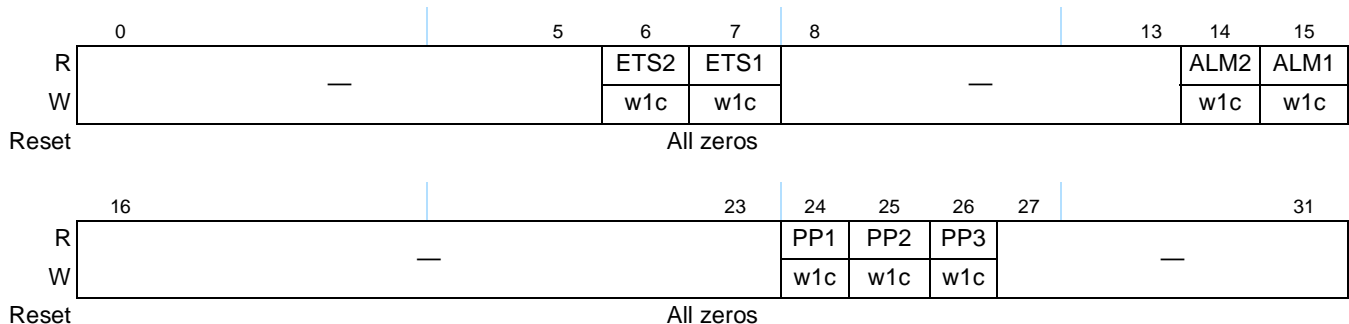 0 5 6 7 8 13 14 15
R — ETS2 ETS1 — ALM2 ALM1
W w1c w1c w1c w1c
Reset All zeros
16 23 24 25 26 27 31
R — PP1 PP2 PP3 —
W w1c w1c w1c
Reset All zeros